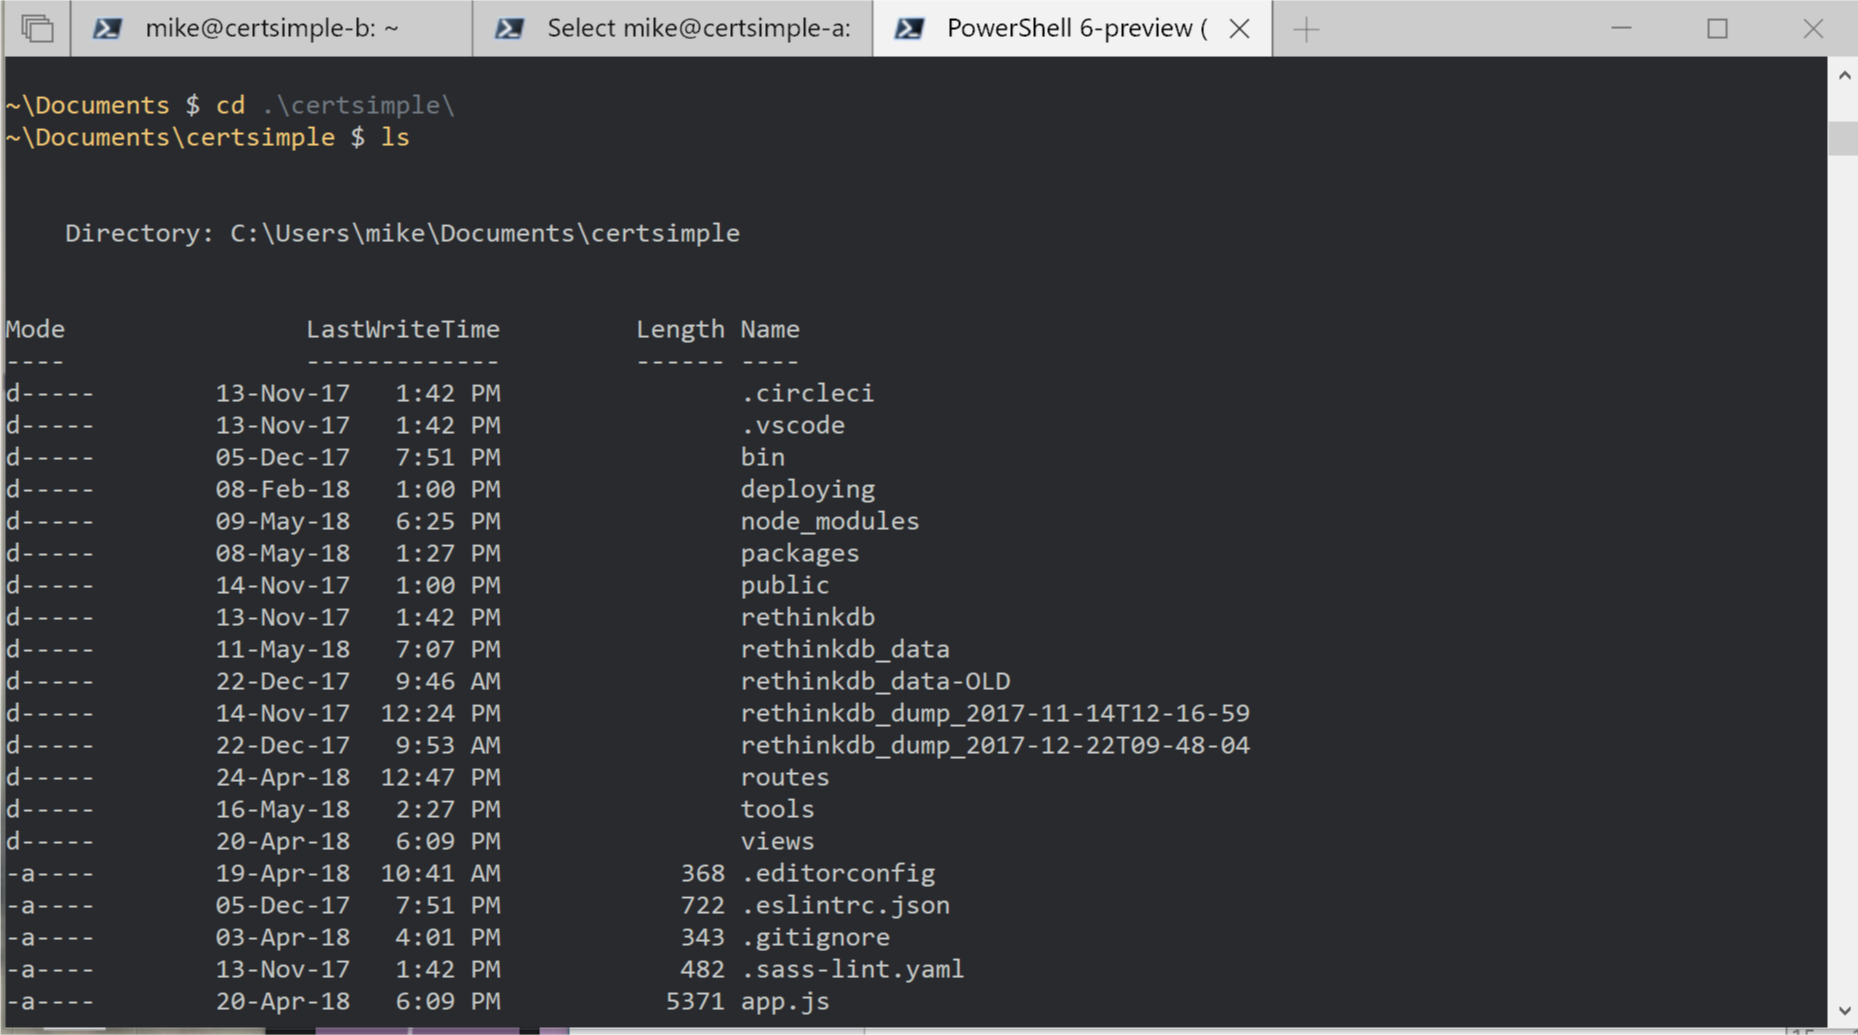 mike@certsimple-b: ~
Select mike@certsimple-a:
PowerShell 6-preview (
~\Documents $ cd .\certsimple\
~\Documents\certsimple $ ls
Directory: C:\Users\mike\Documents\certsimple
Mode LastWriteTime Length Name
---- ------------- ------ ----
d----- 13-Nov-17 1:42 PM .circleci
d----- 13-Nov-17 1:42 PM .vscode
d----- 05-Dec-17 7:51 PM bin
d----- 08-Feb-18 1:00 PM deploying
d----- 09-May-18 6:25 PM node_modules
d----- 08-May-18 1:27 PM packages
d----- 14-Nov-17 1:00 PM public
d----- 13-Nov-17 1:42 PM rethinkdb
d----- 11-May-18 7:07 PM rethinkdb_data
d----- 22-Dec-17 9:46 AM rethinkdb_data-OLD
d----- 14-Nov-17 12:24 PM rethinkdb_dump_2017-11-14T12-16-59
d----- 22-Dec-17 9:53 AM rethinkdb_dump_2017-12-22T09-48-04
d----- 24-Apr-18 12:47 PM routes
d----- 16-May-18 2:27 PM tools
d----- 20-Apr-18 6:09 PM views
-a---- 19-Apr-18 10:41 AM 368 .editorconfig
-a---- 05-Dec-17 7:51 PM 722 .eslintrc.json
-a---- 03-Apr-18 4:01 PM 343 .gitignore
-a---- 13-Nov-17 1:42 PM 482 .sass-lint.yaml
-a---- 20-Apr-18 6:09 PM 5371 app.js